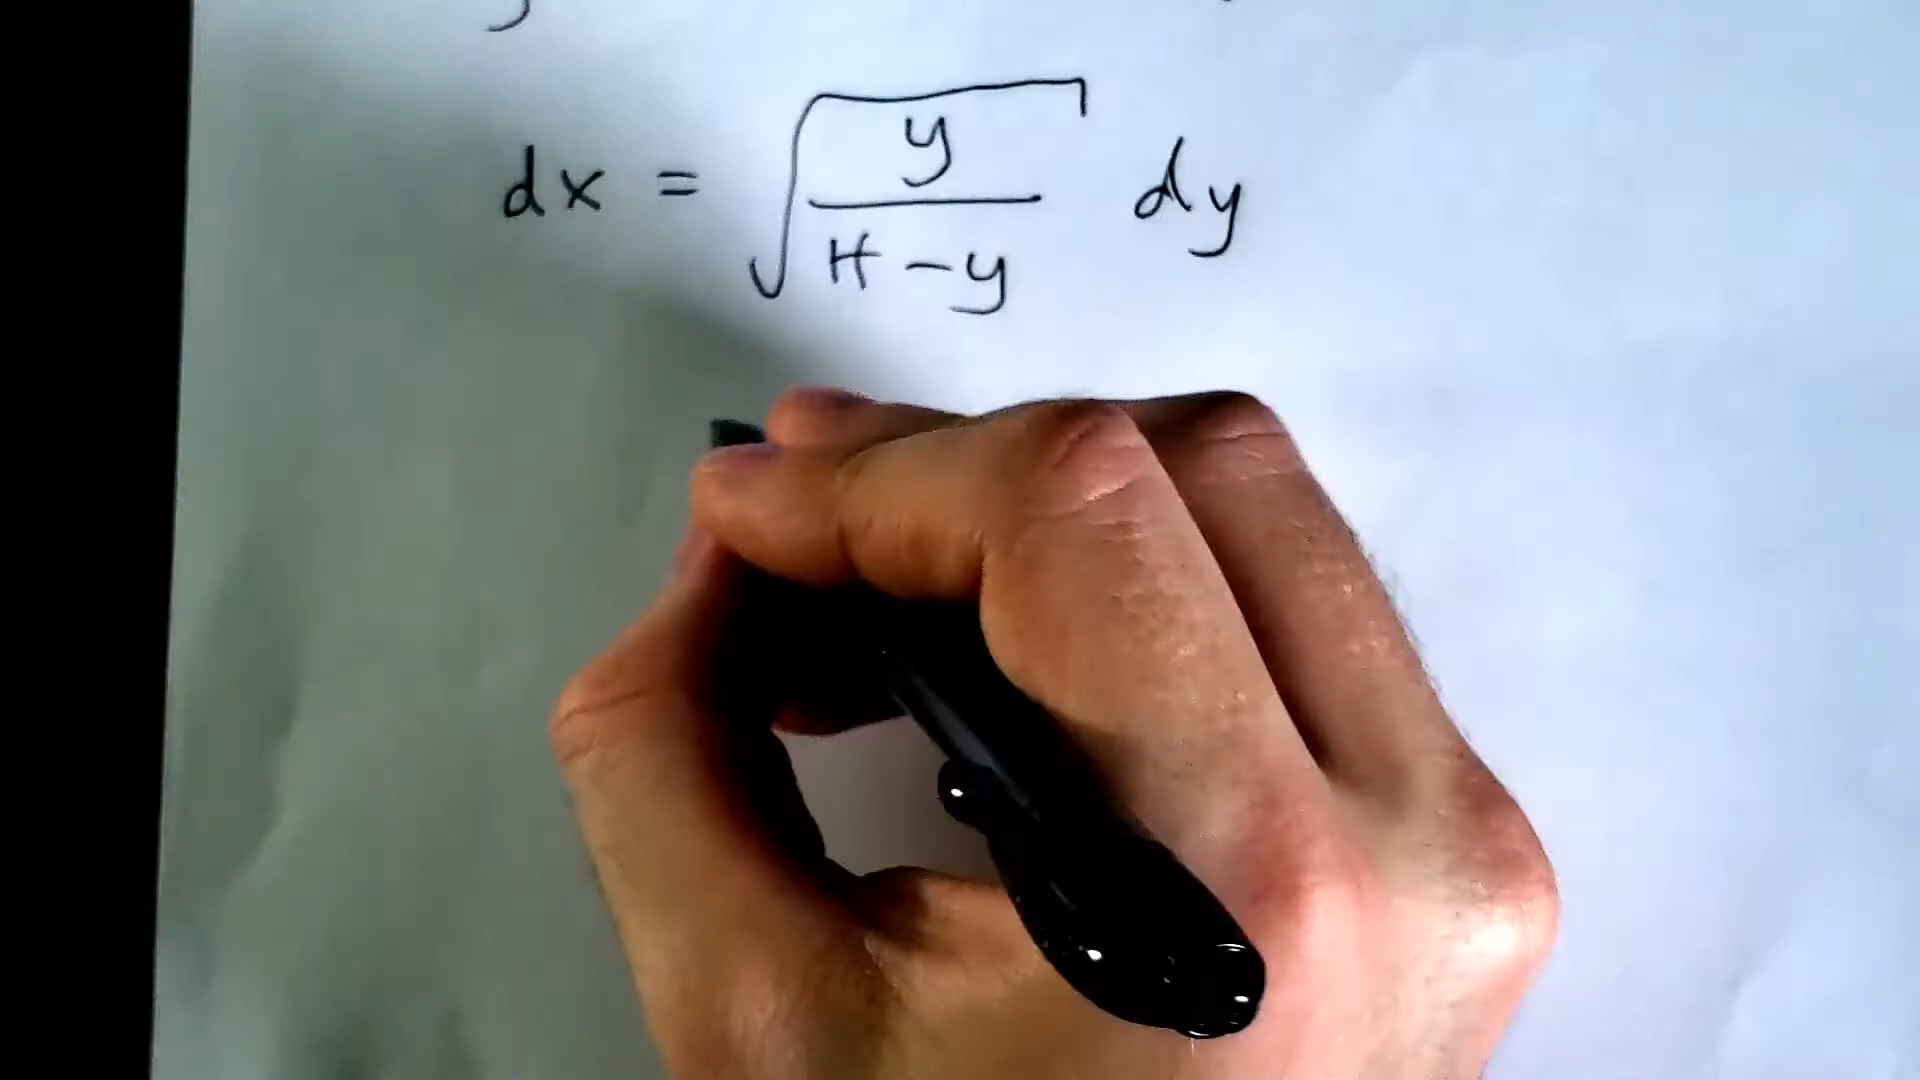 dx = √(y/(H-y)) dy